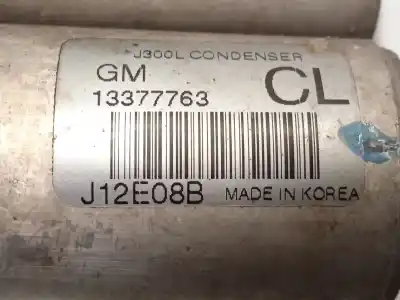 J300L CONDENSER
GM
CL
13377763
J12E08B
MADE IN KOREA